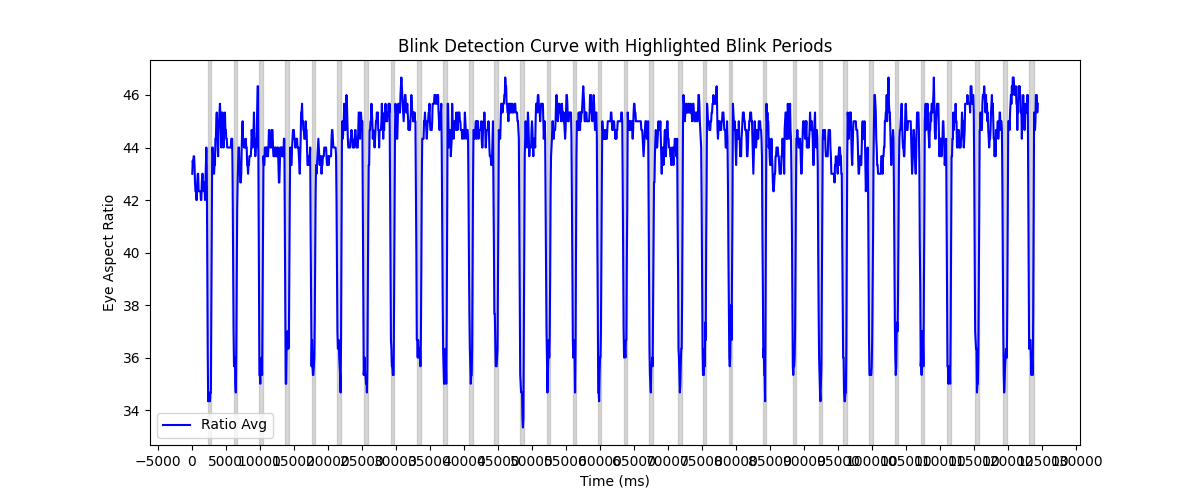 Blink Detection Curve with Highlighted Blink Periods
Eye Aspect Ratio
46
44
42
40
38
36
34
Ratio Avg
−5000 0 5000 10000 15000 20000 25000 30000 35000 40000 45000 50000 55000 60000 65000 70000 75000 80000 85000 90000 95000 100000 105000 110000 115000 120000 125000 130000
Time (ms)